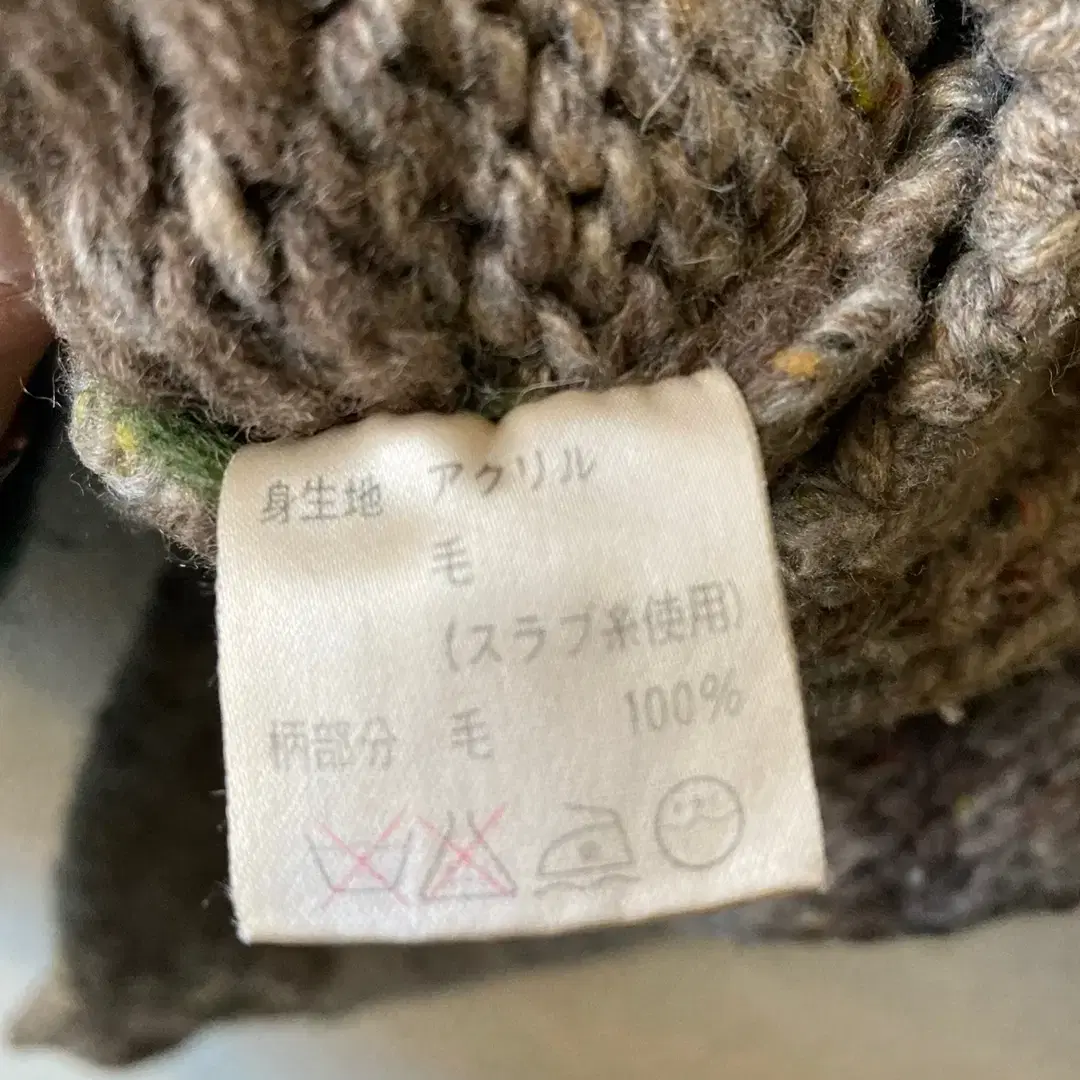 身生地 アクリル
毛
(スラブ糸使用)
柄部分 毛 100%